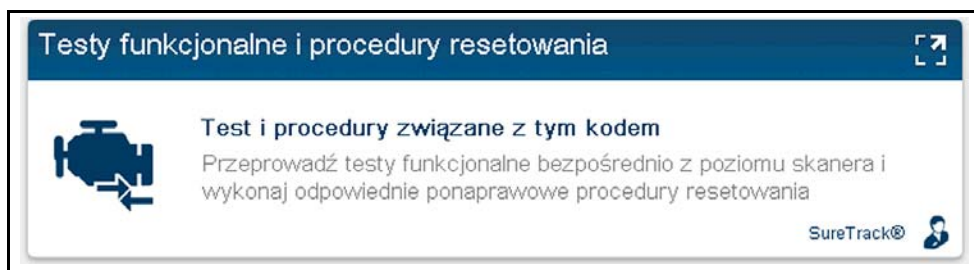 Testy funkcjonalne i procedury resetowania
Test i procedury związane z tym kodem
Przeprowadź testy funkcjonalne bezpośrednio z poziomu skanera i
wykonaj odpowiednie ponaprawowe procedury resetowania
SureTrack®